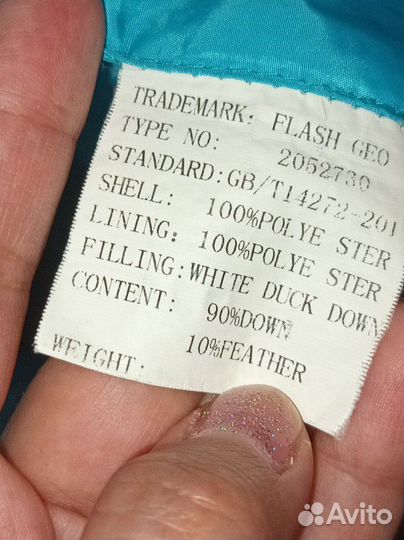 TRADEMARK: FLASH GEO
TYPE NO: 2052730
STANDARD:GB/T14272-201
SHELL: 100%POLYE STER
LINING: 100%POLYE STER
FILLING:WHITE DUCK DOWN
CONTENT: 90%DOWN
10%FEATHER
WEIGHT:
Avito